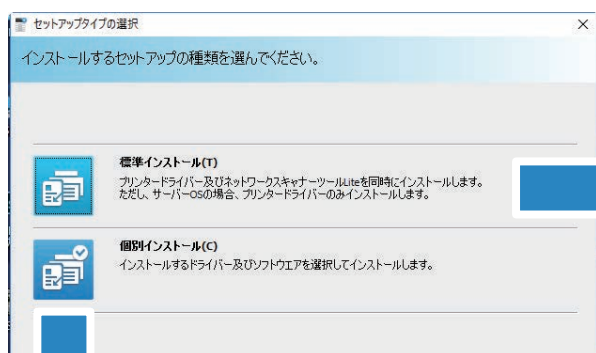 セットアップタイプの選択
インストールするセットアップの種類を選んでください。
標準インストール(T)
プリンタードライバー及びネットワークスキャナーツールLiteを同時にインストールします。
ただし、サーバーOSの場合、プリンタードライバーのみインストールします。
個別インストール(C)
インストールするドライバー及びソフトウエアを選択してインストールします。